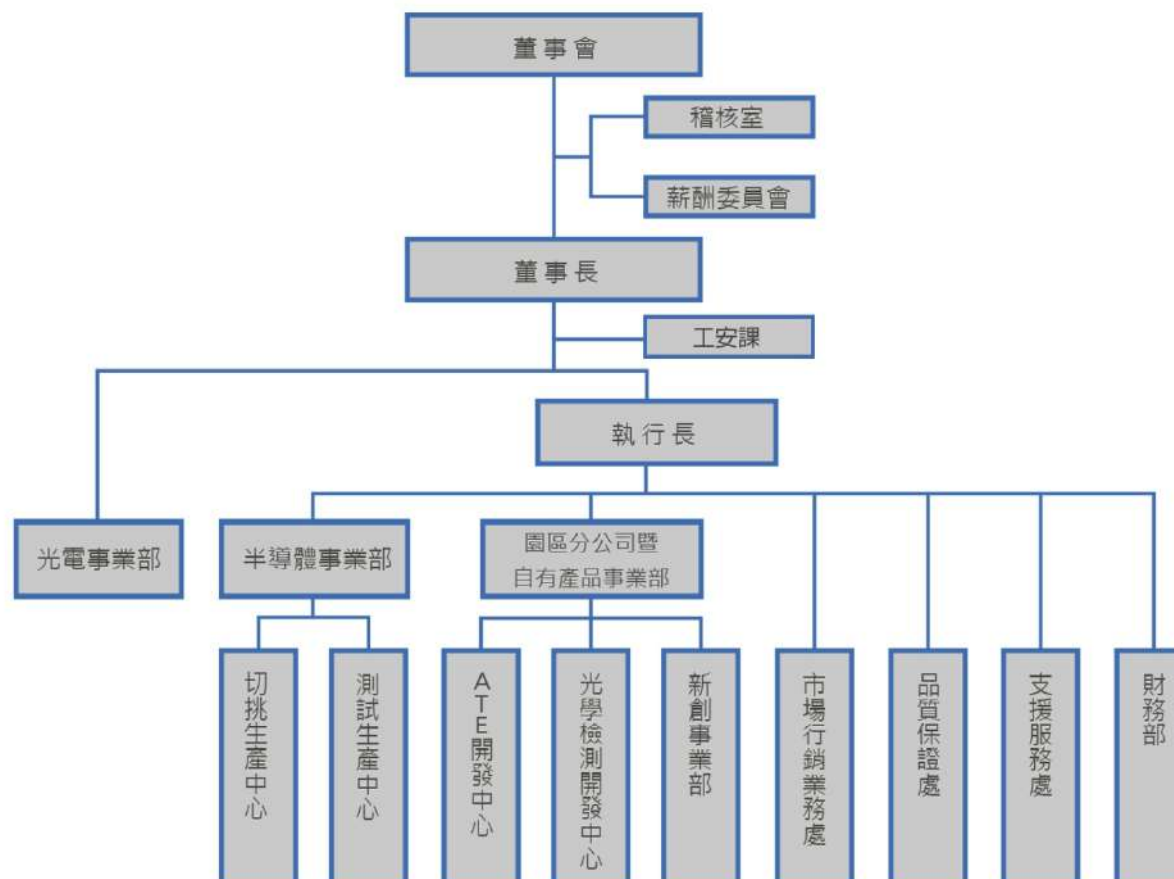 董事會
稽核室
薪酬委員會
董事長
工安課
執行長
光電事業部
半導體事業部
園區分公司暨
自有產品事業部
切挑生產中心
測試生產中心
ATE開發中心
光學檢測開發中心
新創事業部
市場行銷業務處
品質保證處
支援服務處
財務部